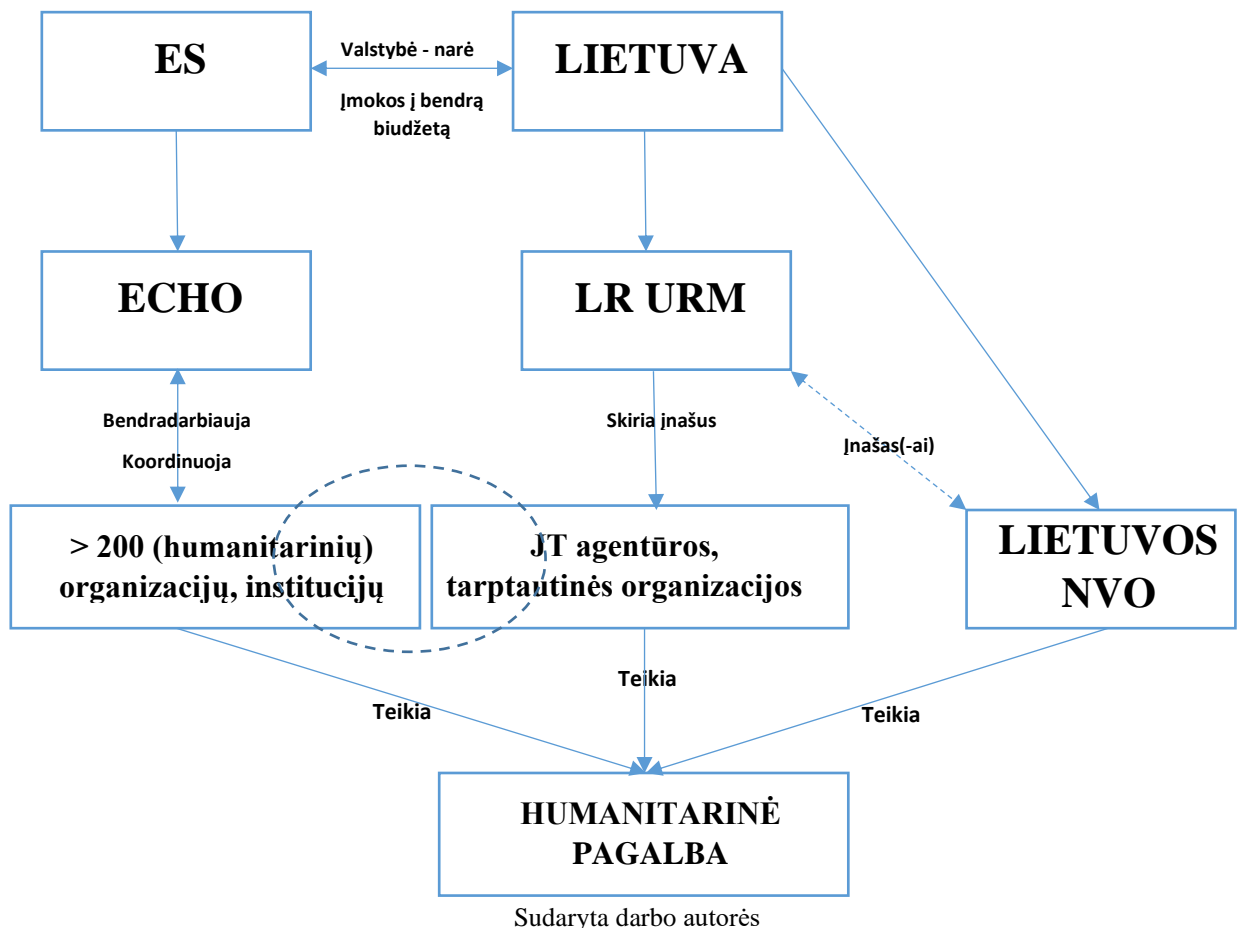 ES
Valstybė - narė
LIETUVA
Įmokos į bendrą
biudžetą
ECHO
LR URM
Bendradarbiauja
Koordinuoja
Skiria įnašus
Įnašas(-ai)
> 200 (humanitarinių)
organizacijų, institucijų
JT agentūros,
tarptautinės organizacijos
LIETUVOS
NVO
Teikia
Teikia
Teikia
HUMANITARINĖ
PAGALBA
Sudaryta darbo autorės